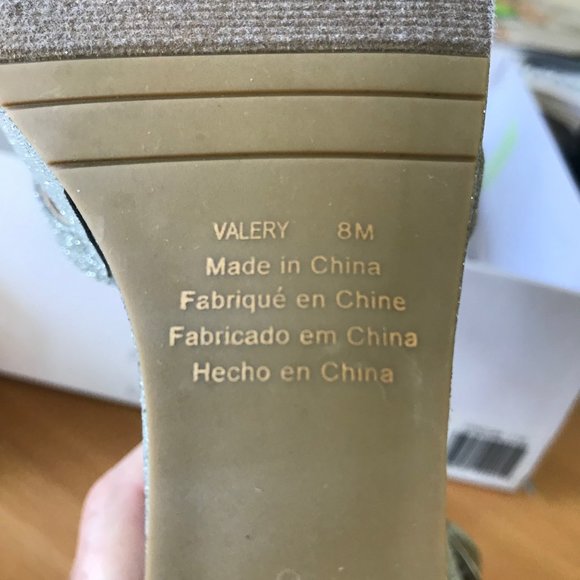 VALERY 8M
Made in China
Fabriqué en Chine
Fabricado em China
Hecho en China